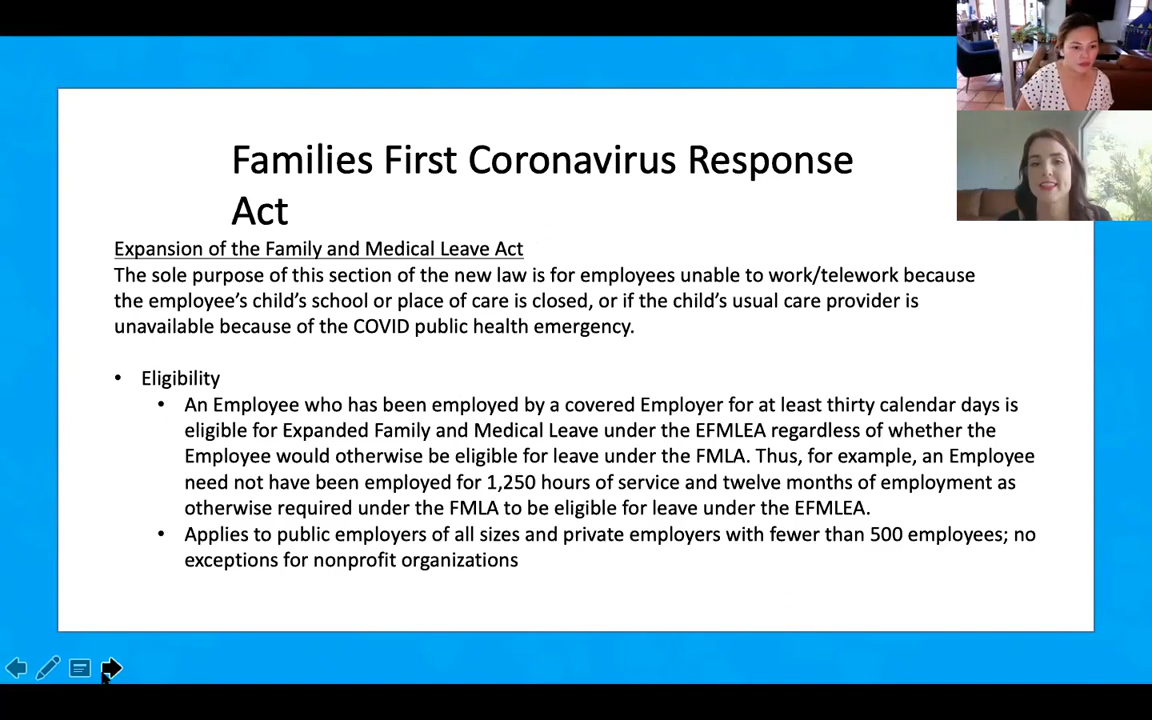 Families First Coronavirus Response
Act
Expansion of the Family and Medical Leave Act
The sole purpose of this section of the new law is for employees unable to work/telework because
the employee’s child’s school or place of care is closed, or if the child’s usual care provider is
unavailable because of the COVID public health emergency.
• Eligibility
• An Employee who has been employed by a covered Employer for at least thirty calendar days is
eligible for Expanded Family and Medical Leave under the EFMLEA regardless of whether the
Employee would otherwise be eligible for leave under the FMLA. Thus, for example, an Employee
need not have been employed for 1,250 hours of service and twelve months of employment as
otherwise required under the FMLA to be eligible for leave under the EFMLEA.
• Applies to public employers of all sizes and private employers with fewer than 500 employees; no
exceptions for nonprofit organizations